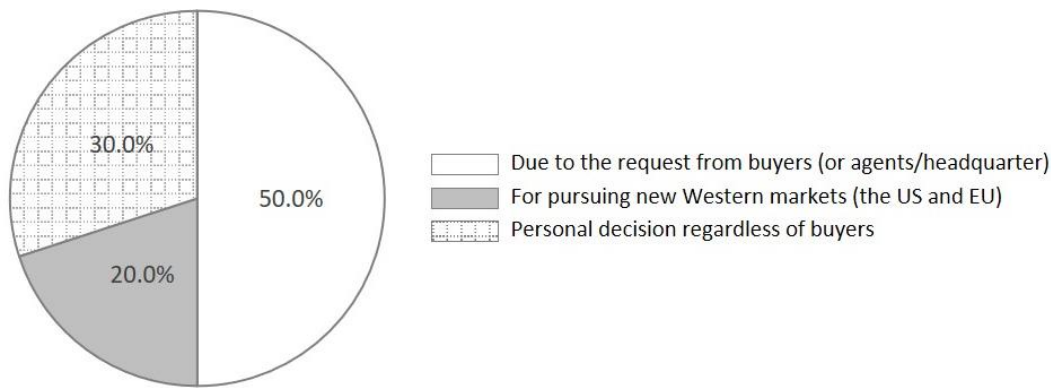 30.0%
50.0%
20.0%
Due to the request from buyers (or agents/headquarter)
For pursuing new Western markets (the US and EU)
Personal decision regardless of buyers